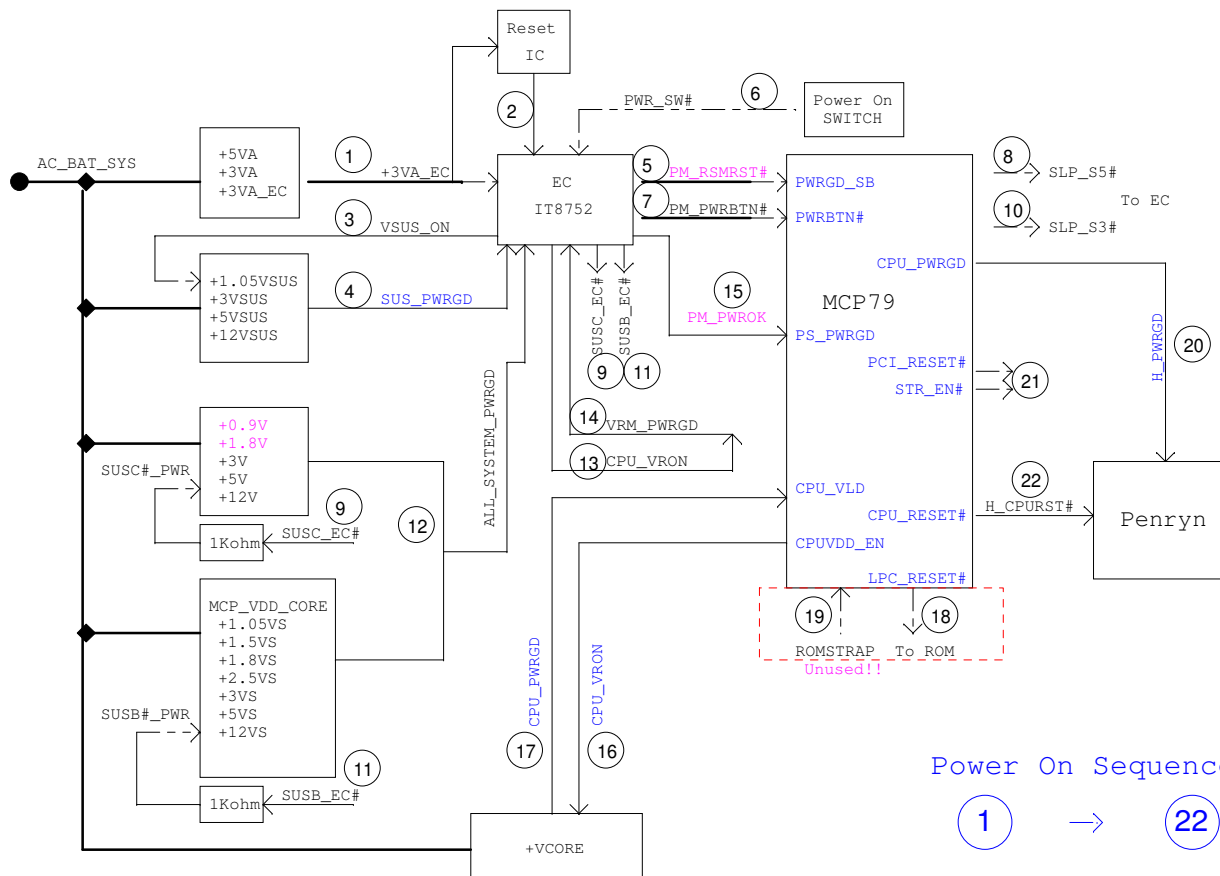 Reset
IC
2
PWR_SW#
6
Power On
SWITCH
AC_BAT_SYS
+5VA
+3VA
+3VA_EC
1
+3VA_EC
EC
IT8752
5
PM_RSMRST#
7
PM_PWRBTN#
PWRGD_SB
PWRBTN#
8
SLP_S5#
To EC
10
SLP_S3#
3
VSUS_ON
+1.05VSUS
+3VSUS
+5VSUS
+12VSUS
4
SUS_PWRGD
SUSC_EC#
SUSB_EC#
9
11
15
PM_PWROK
CPU_PWRGD
MCP79
PS_PWRGD
PCI_RESET#
STR_EN#
21
H_PWRGD
20
ALL_SYSTEM_PWRGD
14
VRM_PWRGD
13
CPU_VRON
+0.9V
+1.8V
+3V
+5V
+12V
SUSC#_PWR
9
1Kohm
SUSC_EC#
12
CPU_VLD
CPU_RESET#
CPUVDD_EN
LPC_RESET#
22
H_CPURST#
Penryn
19
18
ROMSTRAP
To ROM
Unused!!
MCP_VDD_CORE
+1.05VS
+1.5VS
+1.8VS
+2.5VS
+3VS
+5VS
+12VS
SUSB#_PWR
11
1Kohm
SUSB_EC#
CPU_PWRGD
17
CPU_VRON
16
+VCORE
Power On Sequence
1
22